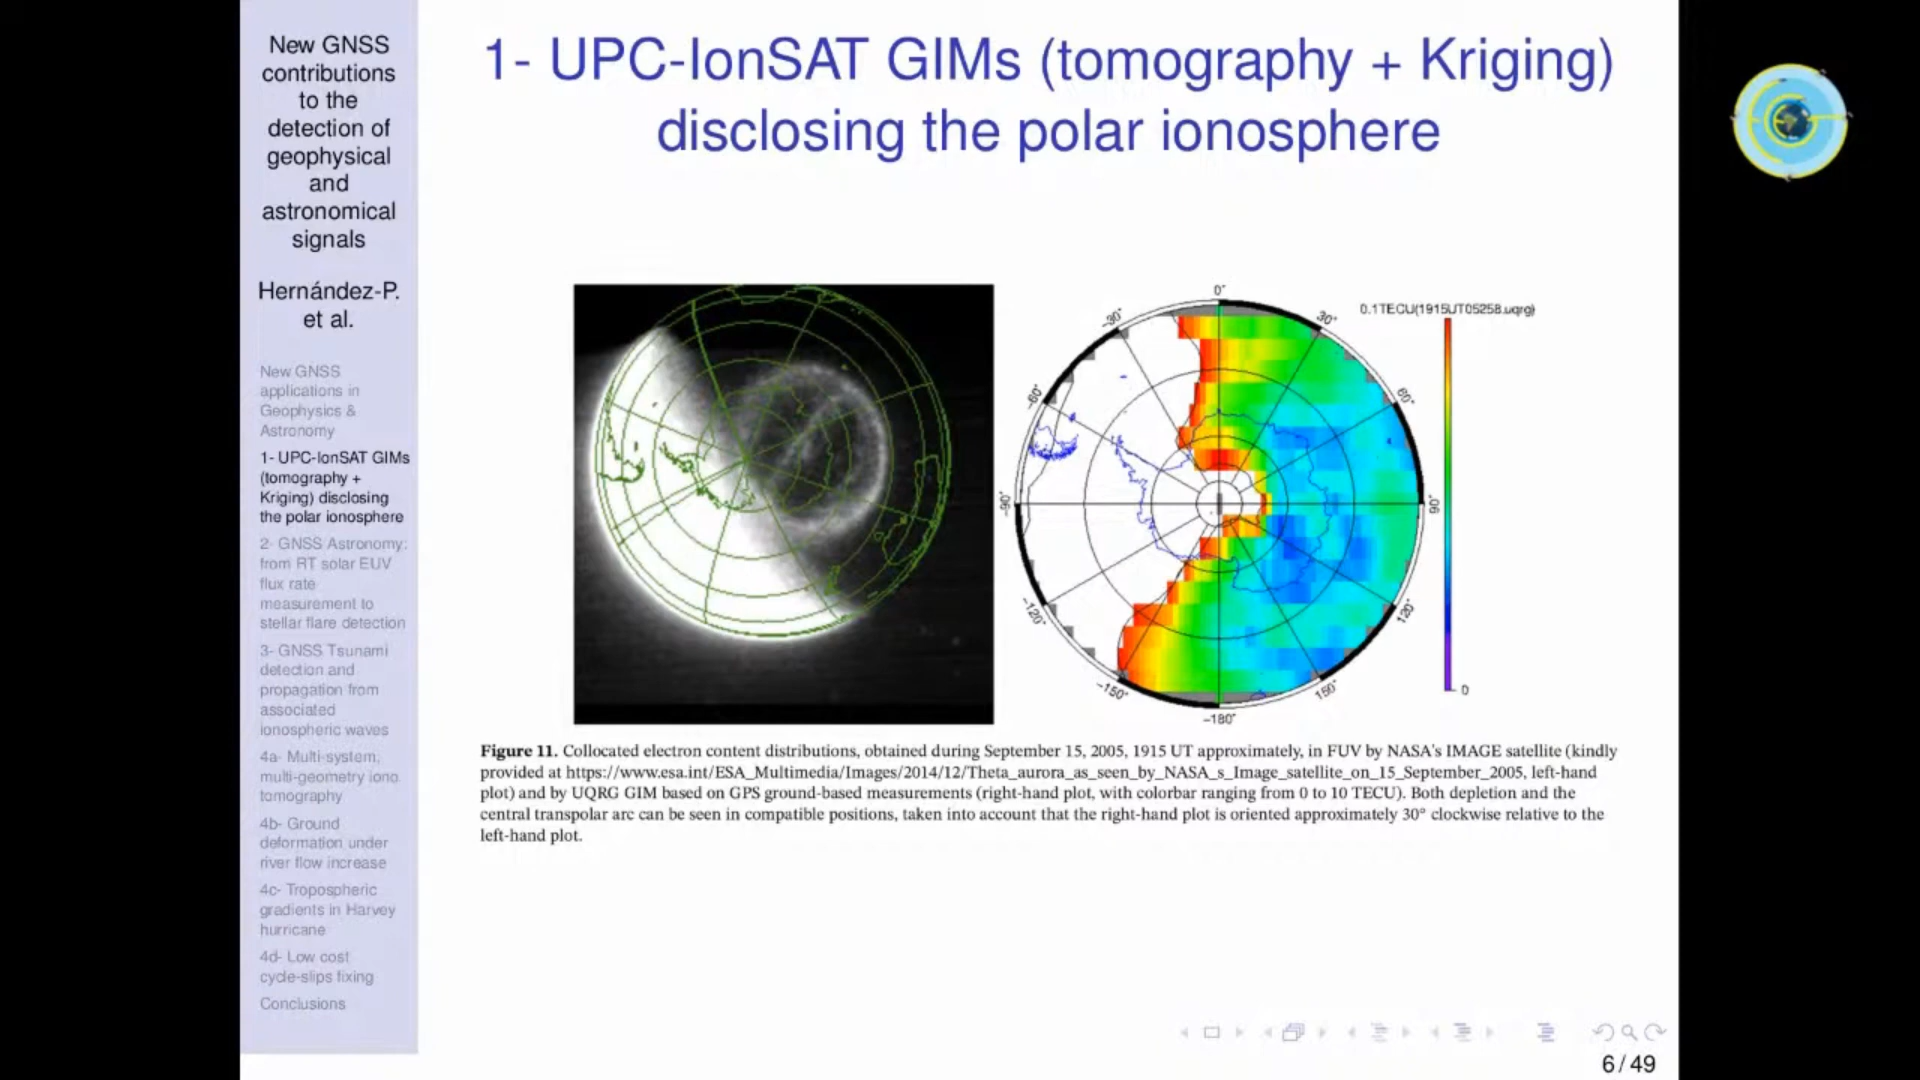 New GNSS
contributions
to the
detection of
geophysical
and
astronomical
signals
Hernández-P.
et al.
New GNSS
applications in
Geophysics &
Astronomy
1- UPC-IonSAT GIMs
(tomography +
Kriging) disclosing
the polar ionosphere
2- GNSS Astronomy:
from RT solar EUV
flux rate
measurement to
stellar flare detection
3- GNSS Tsunami
detection and
propagation from
associated
ionospheric waves
4a- Multi-system,
multi-geometry iono
tomography
4b- Ground
deformation under
river flow increase
4c- Tropospheric
gradients in Harvey
hurricane
4d- Low cost
cycle-slips fixing
Conclusions
1- UPC-IonSAT GIMs (tomography + Kriging)
disclosing the polar ionosphere
0°
30°
60°
90°
120°
150°
-180°
-150°
-120°
-90°
-60°
-30°
0.1TECU(1915UT05258.uqrg)
0
Figure 11. Collocated electron content distributions, obtained during September 15, 2005, 1915 UT approximately, in FUV by NASA's IMAGE satellite (kindly
provided at https://www.esa.int/ESA_Multimedia/Images/2014/12/Theta_aurora_as_seen_by_NASA_s_Image_satellite_on_15_September_2005, left-hand
plot) and by UQRG GIM based on GPS ground-based measurements (right-hand plot, with colorbar ranging from 0 to 10 TECU). Both depletion and the
central transpolar arc can be seen in compatible positions, taken into account that the right-hand plot is oriented approximately 30° clockwise relative to the
left-hand plot.
6/49